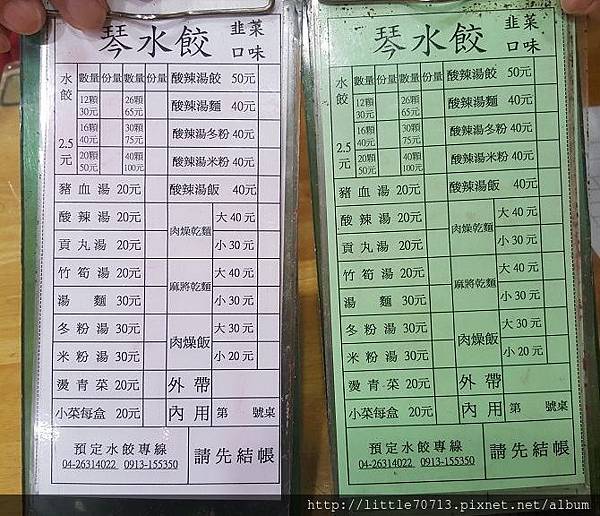 琴水餃 韭菜口味
水餃 2.5元 數量 份量 數量 份量 酸辣湯餃 50元
12顆 30元 26顆 65元 酸辣湯麵 40元
16顆 40元 30顆 75元 酸辣湯冬粉 40元
20顆 50元 40顆 100元 酸辣湯米粉 40元
豬血湯 20元 酸辣湯飯 40元
酸辣湯 20元 肉燥乾麵 大40元
貢丸湯 20元 小30元
竹筍湯 20元 麻將乾麵 大40元
湯麵 30元 小30元
冬粉湯 30元 肉燥飯 大30元
米粉湯 30元 小20元
燙青菜 20元 外帶
小菜每盒 20元 內用 第 號桌
預定水餃專線
04-26314022 0913-155350
請先結帳
琴水餃 韭菜口味
水餃 2.5元 數量 份量 數量 份量 酸辣湯餃 50元
12顆 30元 26顆 65元 酸辣湯麵 40元
16顆 40元 30顆 75元 酸辣湯冬粉 40元
20顆 50元 40顆 100元 酸辣湯米粉 40元
豬血湯 20元 酸辣湯飯 40元
酸辣湯 20元 肉燥乾麵 大40元
貢丸湯 20元 小30元
竹筍湯 20元 麻將乾麵 大40元
湯麵 30元 小30元
冬粉湯 30元 肉燥飯 大30元
米粉湯 30元 小20元
燙青菜 20元 外帶
小菜每盒 20元 內用 第 號桌
預定水餃專線
04-26314022 0913-155350
請先結帳
http://little70713.pixnet.net/album